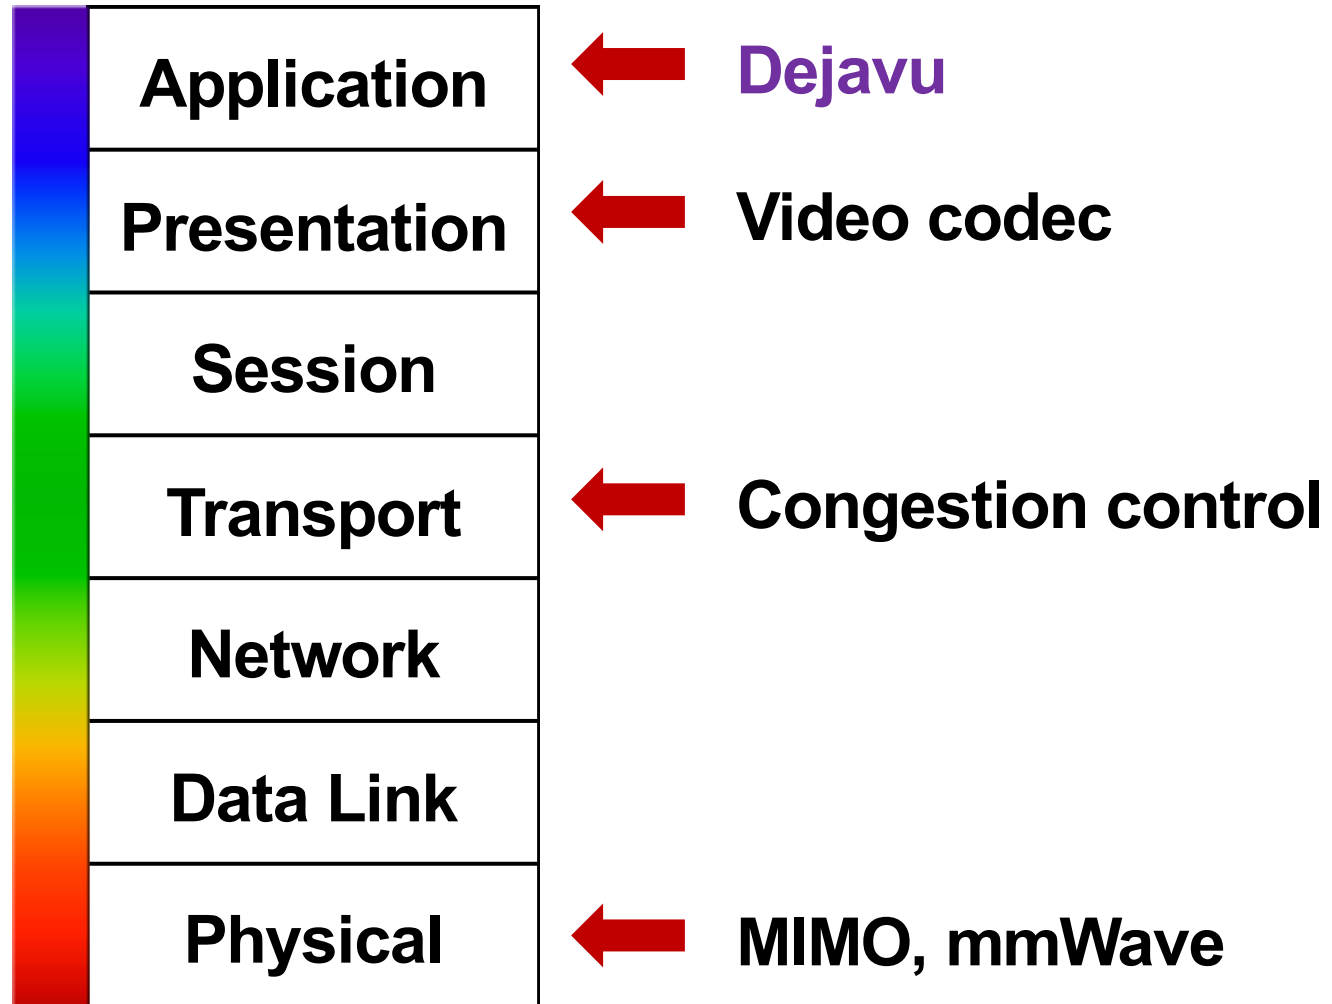 Application
Dejavu
Presentation
Video codec
Session
Transport
Congestion control
Network
Data Link
Physical
MIMO, mmWave